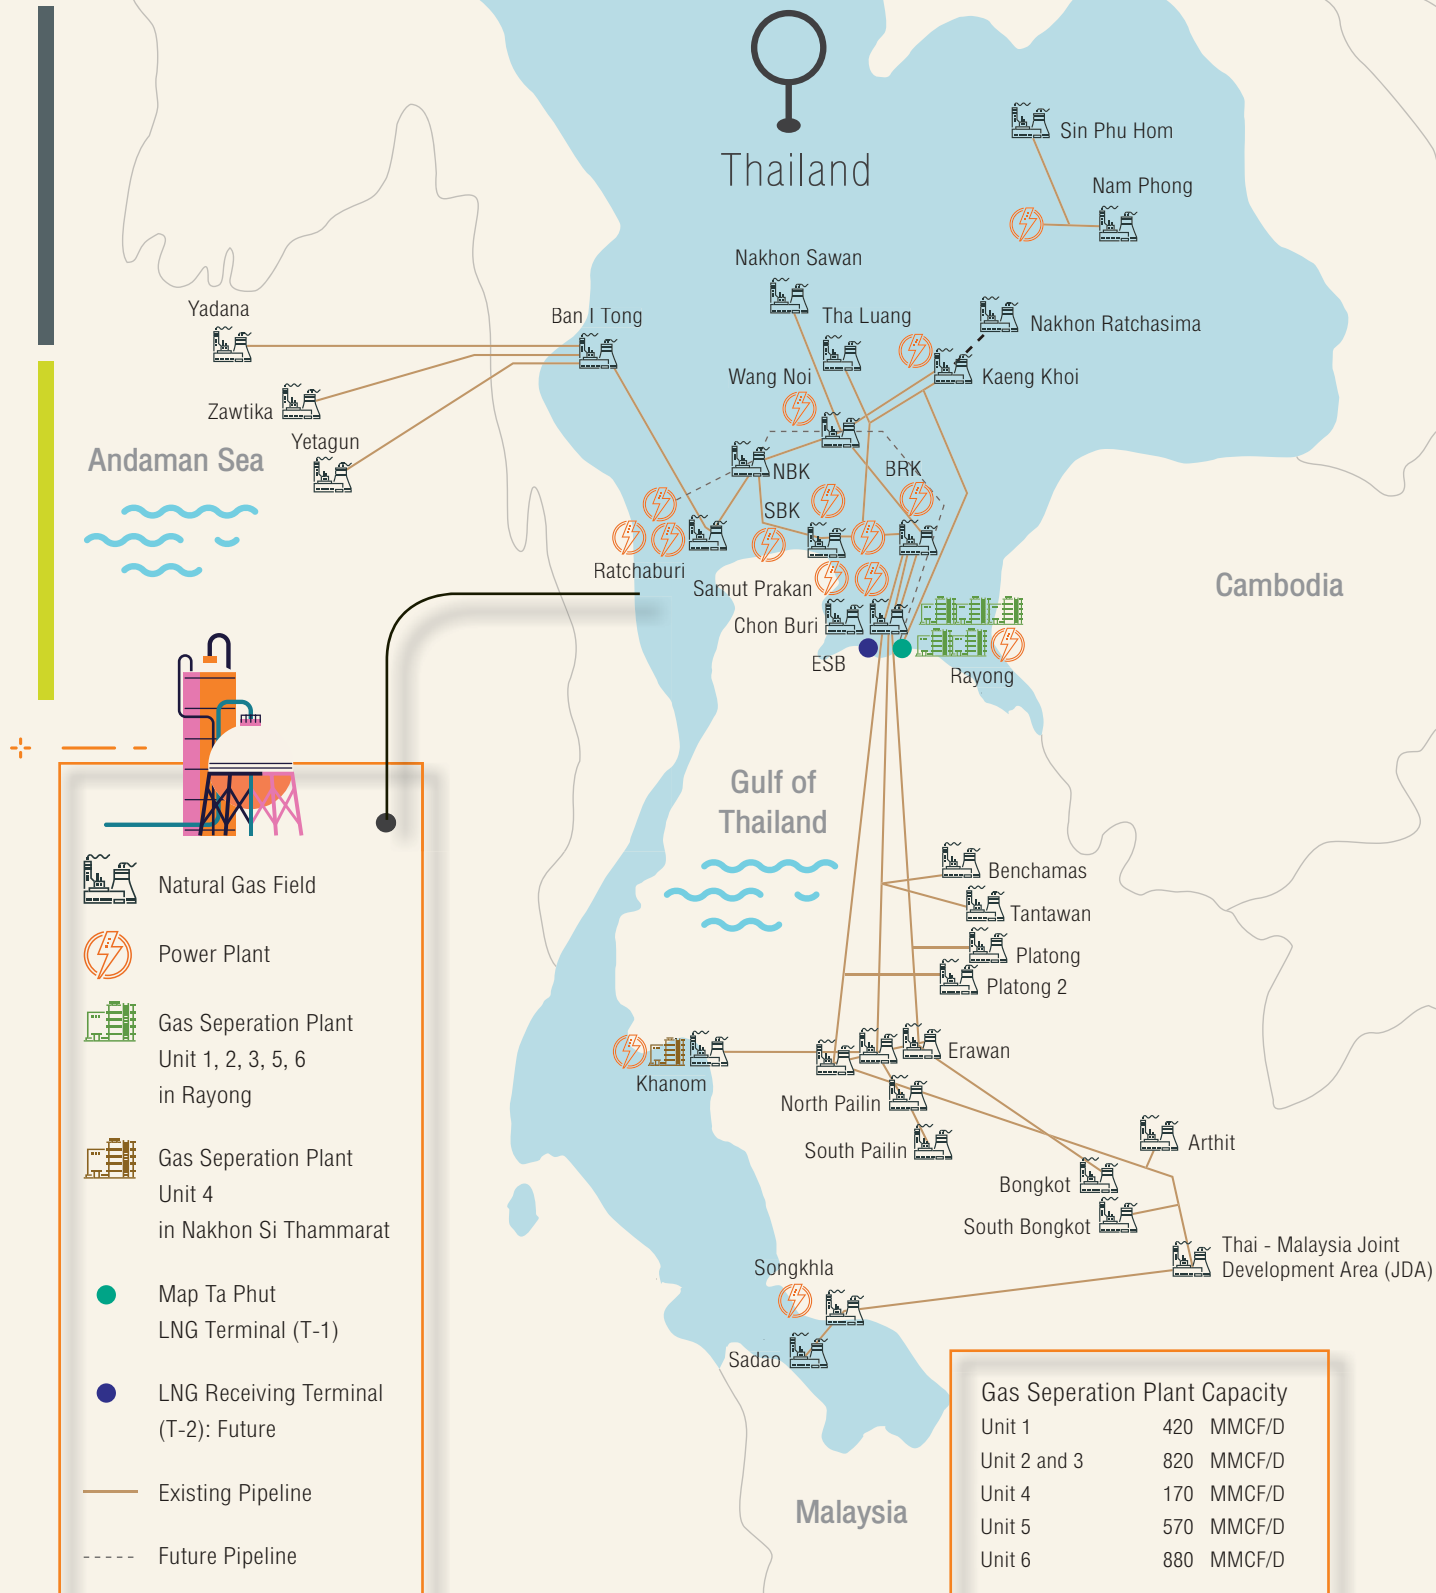 Thailand
Sin Phu Hom
Nam Phong
Nakhon Sawan
Yadana
Ban I Tong
Tha Luang
Nakhon Ratchasima
Wang Noi
Kaeng Khoi
Zawtika
Yetagun
Andaman Sea
NBK
BRK
SBK
Ratchaburi
Samut Prakan
Cambodia
Chon Buri
ESB
Rayong
Gulf of
Thailand
Benchamas
Tantawan
Platong
Platong 2
Erawan
Khanom
North Pailin
South Pailin
Arthit
Bongkot
South Bongkot
Thai - Malaysia Joint
Development Area (JDA)
Songkhla
Sadao
Malaysia
Natural Gas Field
Power Plant
Gas Seperation Plant
Unit 1, 2, 3, 5, 6
in Rayong
Gas Seperation Plant
Unit 4
in Nakhon Si Thammarat
Map Ta Phut
LNG Terminal (T-1)
LNG Receiving Terminal
(T-2): Future
Existing Pipeline
Future Pipeline
Gas Seperation Plant Capacity
Unit 1 420 MMCF/D
Unit 2 and 3 820 MMCF/D
Unit 4 170 MMCF/D
Unit 5 570 MMCF/D
Unit 6 880 MMCF/D